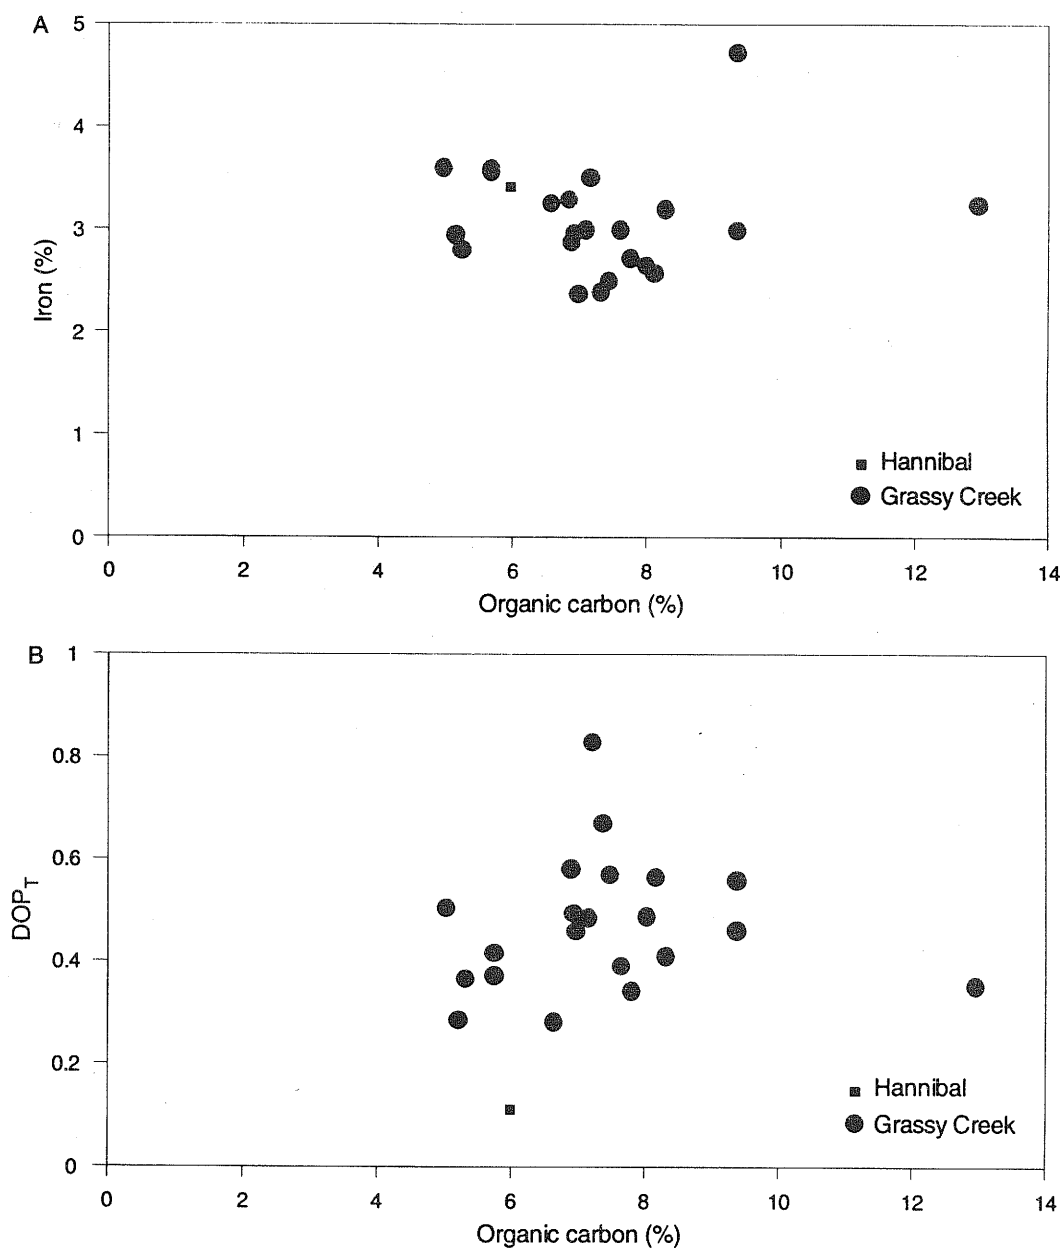 A
5
4
3
2
1
0
Iron (%)
Hannibal
Grassy Creek
0 2 4 6 8 10 12 14
Organic carbon (%)
B
1
0.8
0.6
0.4
0.2
0
DOPT
Hannibal
Grassy Creek
0 2 4 6 8 10 12 14
Organic carbon (%)